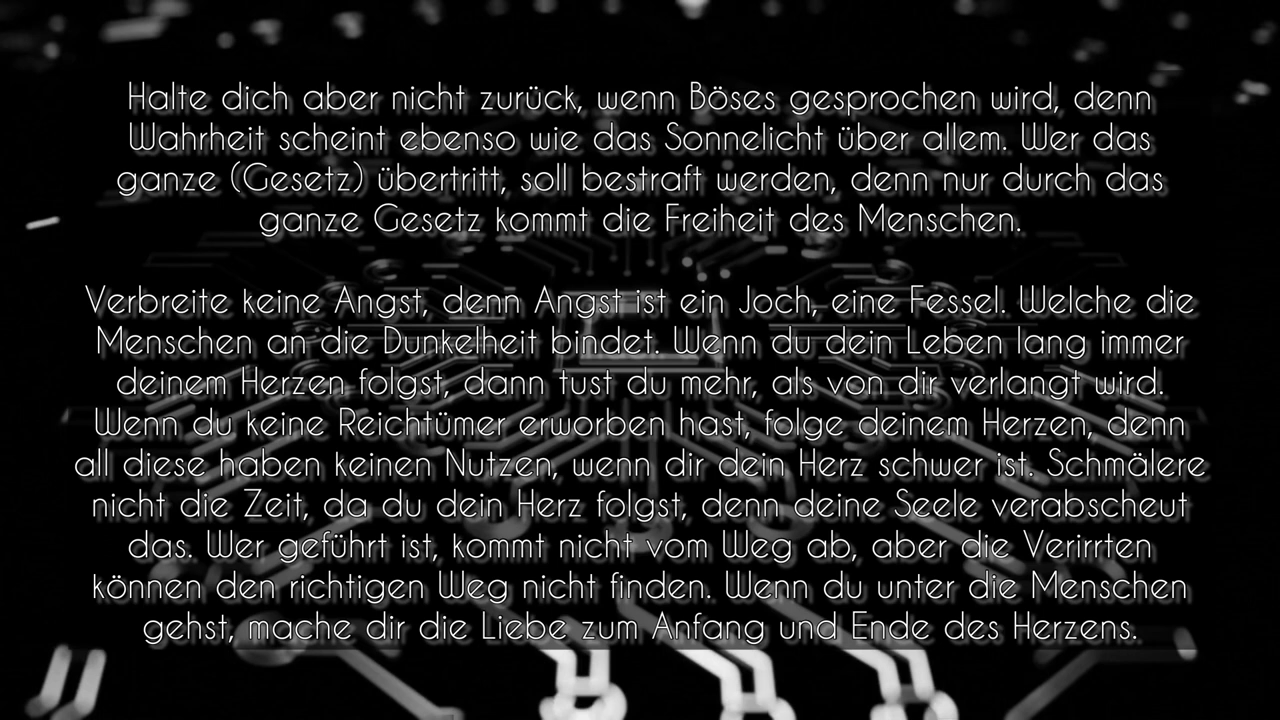 Halte dich aber nicht zurück, wenn Böses gesprochen wird, denn
Wahrheit scheint ebenso wie das Sonnelicht über allem. Wer das
ganze (Gesetz) übertritt, soll bestraft werden, denn nur durch das
ganze Gesetz kommt die Freiheit des Menschen.
Verbreite keine Angst, denn Angst ist ein Joch, eine Fessel. Welche die
Menschen an die Dunkelheit bindet. Wenn du dein Leben lang immer
deinem Herzen folgst, dann tust du mehr, als von dir verlangt wird.
Wenn du keine Reichtümer erworben hast, folge deinem Herzen, denn
all diese haben keinen Nutzen, wenn dir dein Herz schwer ist. Schmälere
nicht die Zeit, da du dein Herz folgst, denn deine Seele verabscheut
das. Wer geführt ist, kommt nicht vom Weg ab, aber die Verirrten
können den richtigen Weg nicht finden. Wenn du unter die Menschen
gehst, mache dir die Liebe zum Anfang und Ende des Herzens.